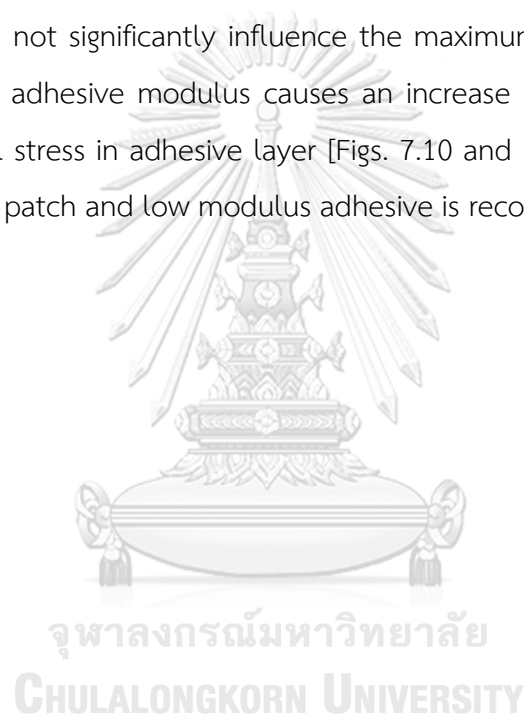 not significantly influence the maximum
adhesive modulus causes an increase
stress in adhesive layer [Figs. 7.10 and
patch and low modulus adhesive is reco
จุฬาลงกรณ์มหาวิทยาลัย
CHULALONGKORN UNIVERSITY